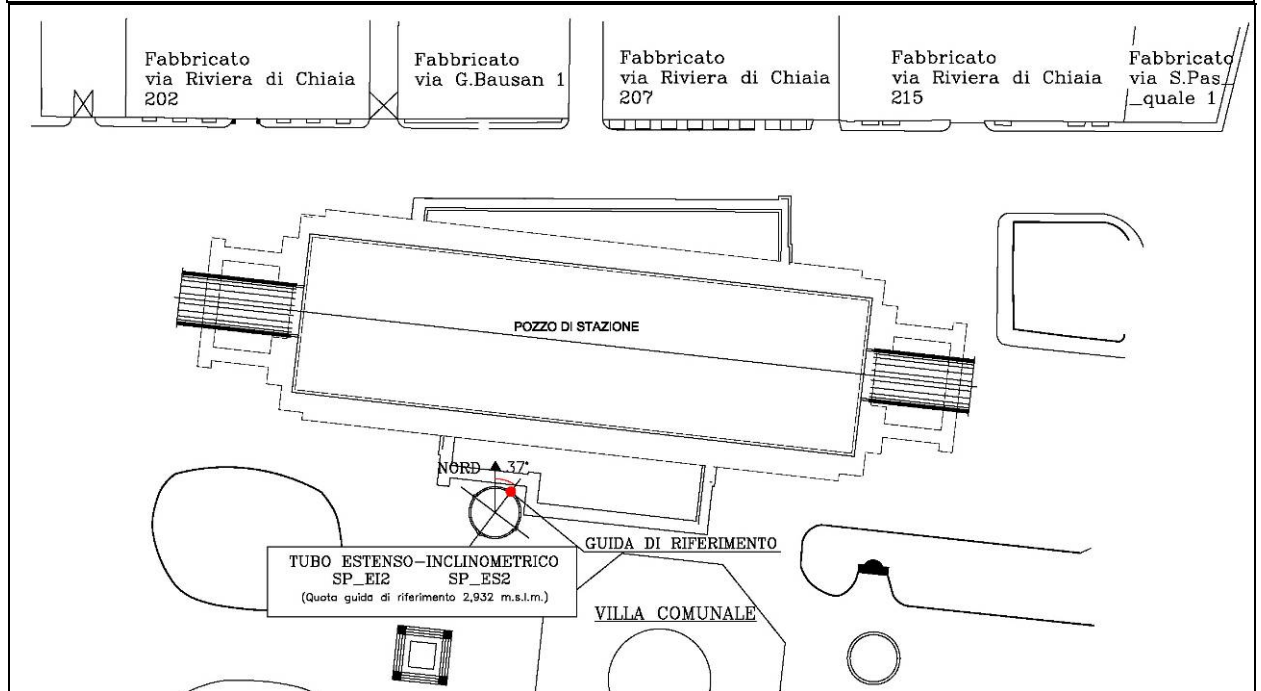 Fabbricato
via Riviera di Chiaia
202
Fabbricato
via G.Bausan 1
Fabbricato
via Riviera di Chiaia
207
Fabbricato
via Riviera di Chiaia
215
Fabbricato
via S.Pas_
_quale 1
POZZO DI STAZIONE
NORD 37°
GUIDA DI RIFERIMENTO
TUBO ESTENSO-INCLINOMETRICO
SP_EI2 SP_ES2
(Quota guida di riferimento 2,932 m.s.l.m.)
VILLA COMUNALE